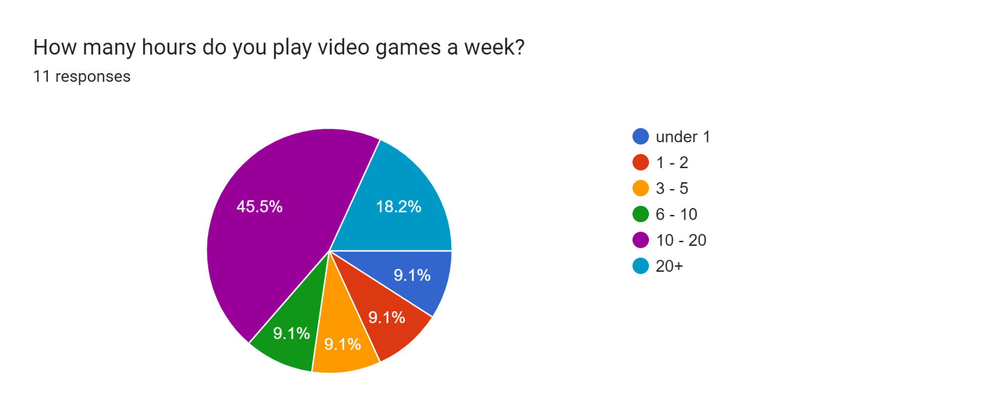 How many hours do you play video games a week?
11 responses
45.5%
18.2%
9.1%
9.1%
9.1%
9.1%
under 1
1 - 2
3 - 5
6 - 10
10 - 20
20+